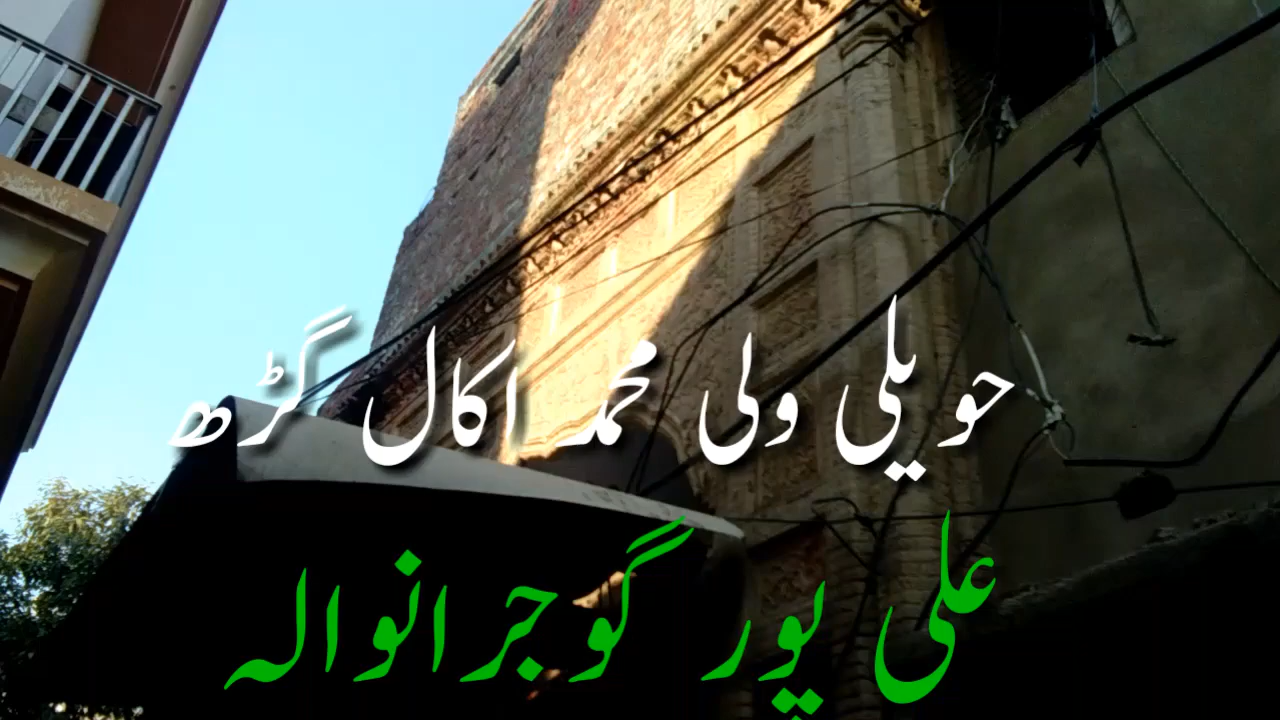 حویلی ولی محمد اکال گڑھ
علی پور گوجرانوالہ